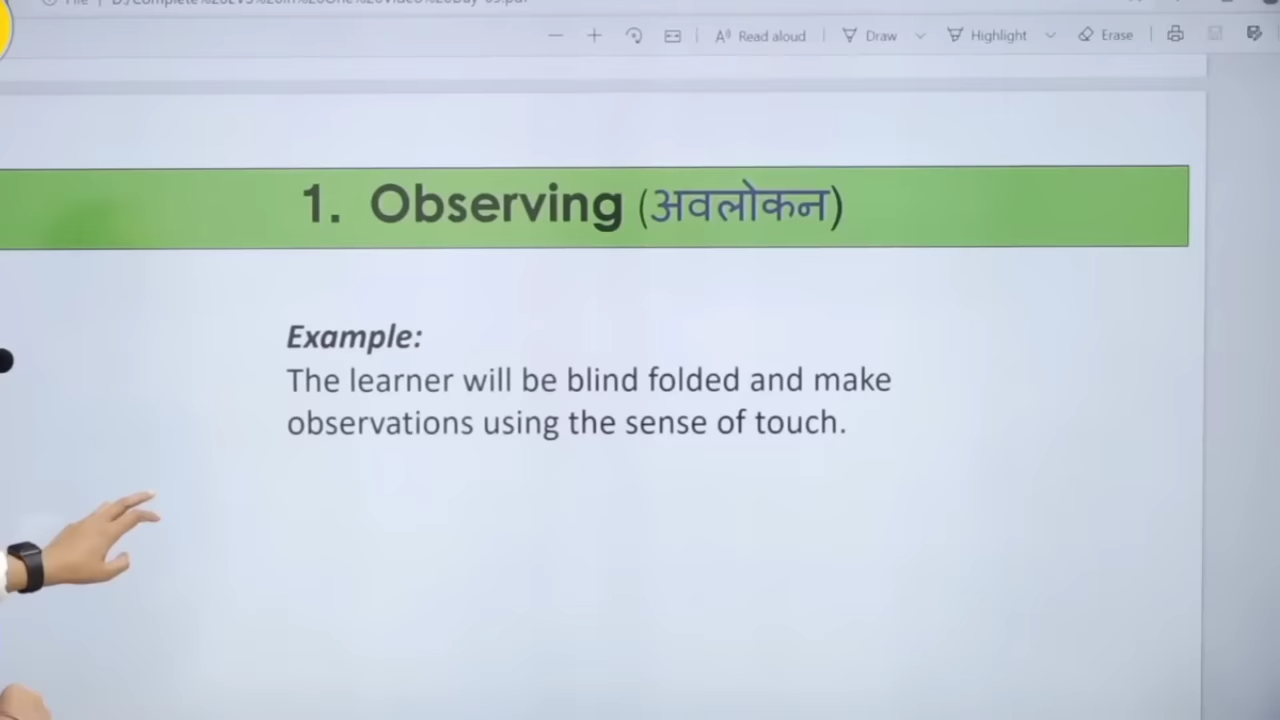 Read aloud
Draw
Highlight
Erase
1. Observing (अवलोकन)
Example:
The learner will be blind folded and make
observations using the sense of touch.